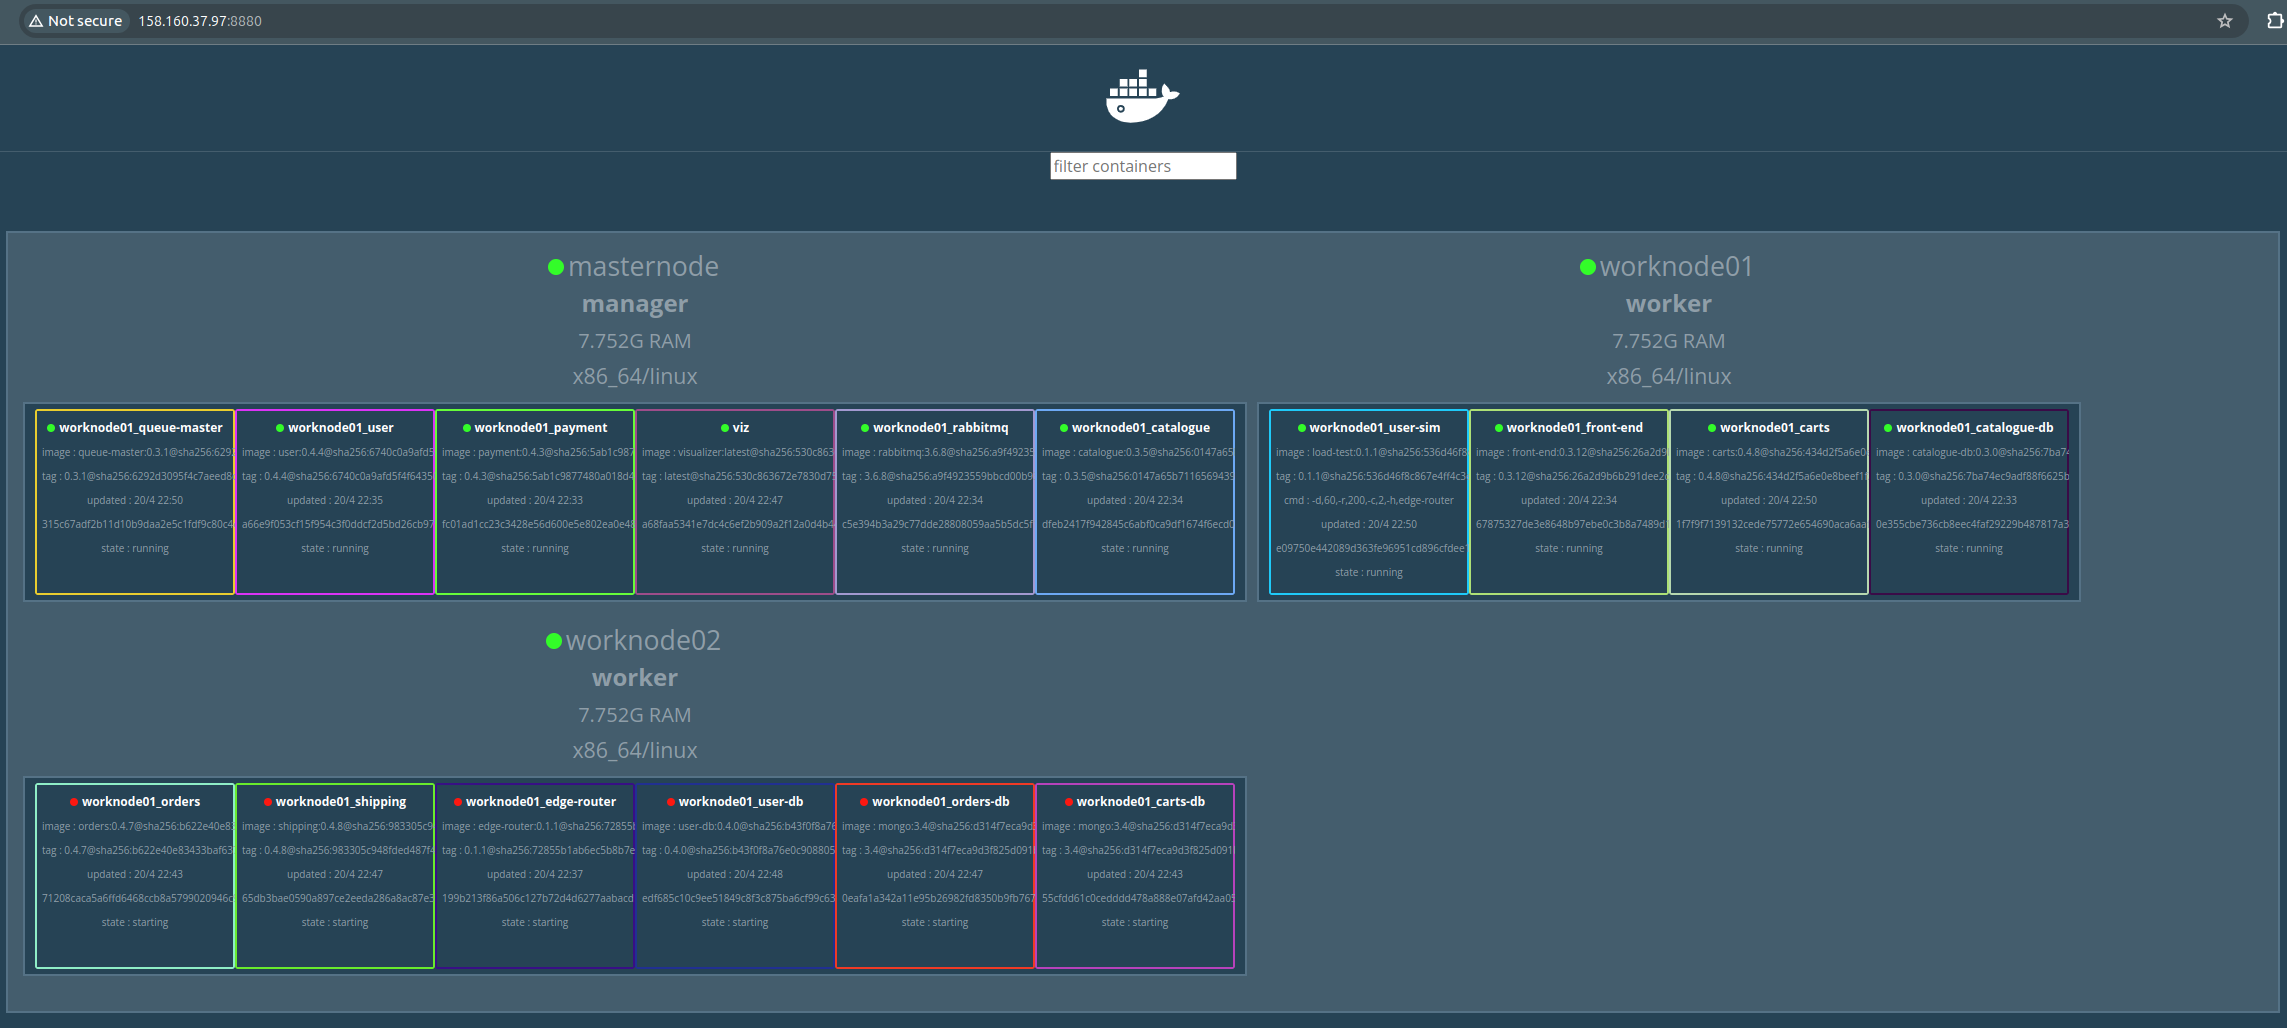 Not secure 158.160.37.97:8880
filter containers
masternode
manager
7.752G RAM
x86_64/linux
worknode01_queue-master
image : queue-master:0.3.1@sha256:629
tag : 0.3.1@sha256:6292d3095f4c7aeed8
updated : 20/4 22:50
315c67adf2b11d10b9daa2e5c1fdf9c80c4
state : running
worknode01_user
image : user:0.4.4@sha256:6740c0a9afd5
tag : 0.4.4@sha256:6740c0a9afd5f4f6435
updated : 20/4 22:35
a66e9f053cf15f954c3f0ddcf2d5bd26cb97
state : running
worknode01_payment
image : payment:0.4.3@sha256:5ab1c987
tag : 0.4.3@sha256:5ab1c9877480a018d4
updated : 20/4 22:33
fc01ad1cc23c3428e56d600e5e802ea0e48
state : running
viz
image : visualizer:latest@sha256:530c863
tag : latest@sha256:530c863672e7830d75
updated : 20/4 22:47
a68faa5341e7dc4c6ef2b909a2f12a0d4b4
state : running
worknode01_rabbitmq
image : rabbitmq:3.6.8@sha256:a9f49235
tag : 3.6.8@sha256:a9f4923559bbcd00b9
updated : 20/4 22:34
c5e394b3a29c77dde28808059aa5b5dc5f
state : running
worknode01_catalogue
image : catalogue:0.3.5@sha256:0147a65
tag : 0.3.5@sha256:0147a65b7116569439
updated : 20/4 22:34
dfeb2417f942845c6abf0ca9df1674f6ecd0
state : running
worknode01
worker
7.752G RAM
x86_64/linux
worknode01_user-sim
image : load-test:0.1.1@sha256:536d46f8
tag : 0.1.1@sha256:536d46f8c867e4ff4c3
cmd : -d,60,-r,200,-c,2,-h,edge-router
updated : 20/4 22:50
e09750e442089d363fe96951cd896cfdee
state : running
worknode01_front-end
image : front-end:0.3.12@sha256:26a2d9
tag : 0.3.12@sha256:26a2d9b6b291dee2
updated : 20/4 22:34
67875327de3e8648b97ebe0c3b8a7489d
state : running
worknode01_carts
image : carts:0.4.8@sha256:434d2f5a6e0
tag : 0.4.8@sha256:434d2f5a6e0e8beef1f
updated : 20/4 22:50
1f7f9f7139132cede75772e654690aca6aa
state : running
worknode01_catalogue-db
image : catalogue-db:0.3.0@sha256:7ba74
tag : 0.3.0@sha256:7ba74ec9adf88f6625b
updated : 20/4 22:33
0e355cbe736cb8eec4faf29229b487817a3
state : running
worknode02
worker
7.752G RAM
x86_64/linux
worknode01_orders
image : orders:0.4.7@sha256:b622e40e83
tag : 0.4.7@sha256:b622e40e83433baf63
updated : 20/4 22:43
71208caca5a6ffd6468ccb8a5799020946c
state : starting
worknode01_shipping
image : shipping:0.4.8@sha256:983305c9
tag : 0.4.8@sha256:983305c948fded487f4
updated : 20/4 22:47
65db3bae0590a897ce2eeda286a8ac87e3
state : starting
worknode01_edge-router
image : edge-router:0.1.1@sha256:72855b
tag : 0.1.1@sha256:72855b1ab6ec5b8b7e
updated : 20/4 22:37
199b213f86a506c127b72d4d6277aabacd
state : starting
worknode01_user-db
image : user-db:0.4.0@sha256:b43f0f8a76
tag : 0.4.0@sha256:b43f0f8a76e0c908805
updated : 20/4 22:48
edf685c10c9ee51849c8f3c875ba6cf99c63
state : starting
worknode01_orders-db
image : mongo:3.4@sha256:d314f7eca9d
tag : 3.4@sha256:d314f7eca9d3f825d091
updated : 20/4 22:47
0eafa1a342a11e95b26982fd8350b9fb767
state : starting
worknode01_carts-db
image : mongo:3.4@sha256:d314f7eca9d
tag : 3.4@sha256:d314f7eca9d3f825d091
updated : 20/4 22:43
55cfdd61c0cedddd478a888e07afd42aa05
state : starting